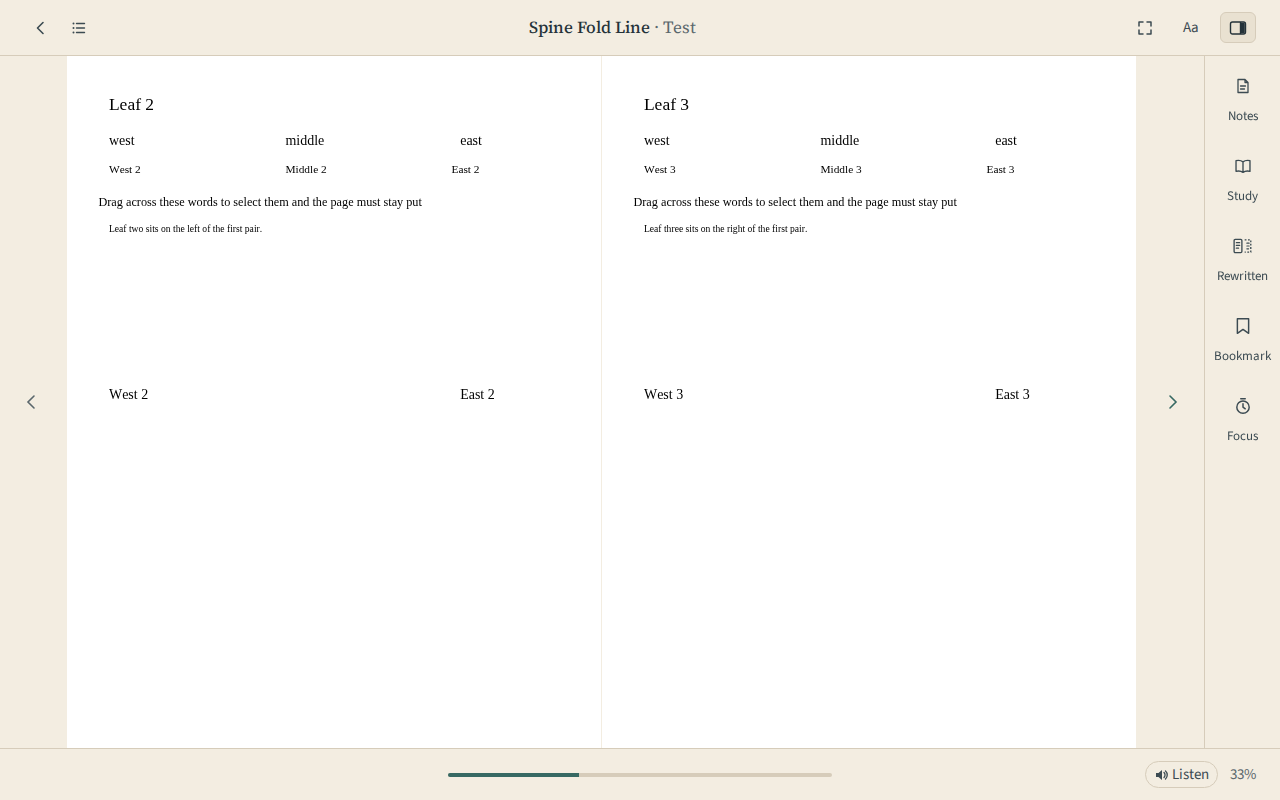 Spine Fold Line · Test
Aa
Leaf 2
west middle east
West 2 Middle 2 East 2
Drag across these words to select them and the page must stay put
Leaf two sits on the left of the first pair.
West 2 East 2
Leaf 3
west middle east
West 3 Middle 3 East 3
Drag across these words to select them and the page must stay put
Leaf three sits on the right of the first pair.
West 3 East 3
Notes
Study
Rewritten
Bookmark
Focus
Listen 33%